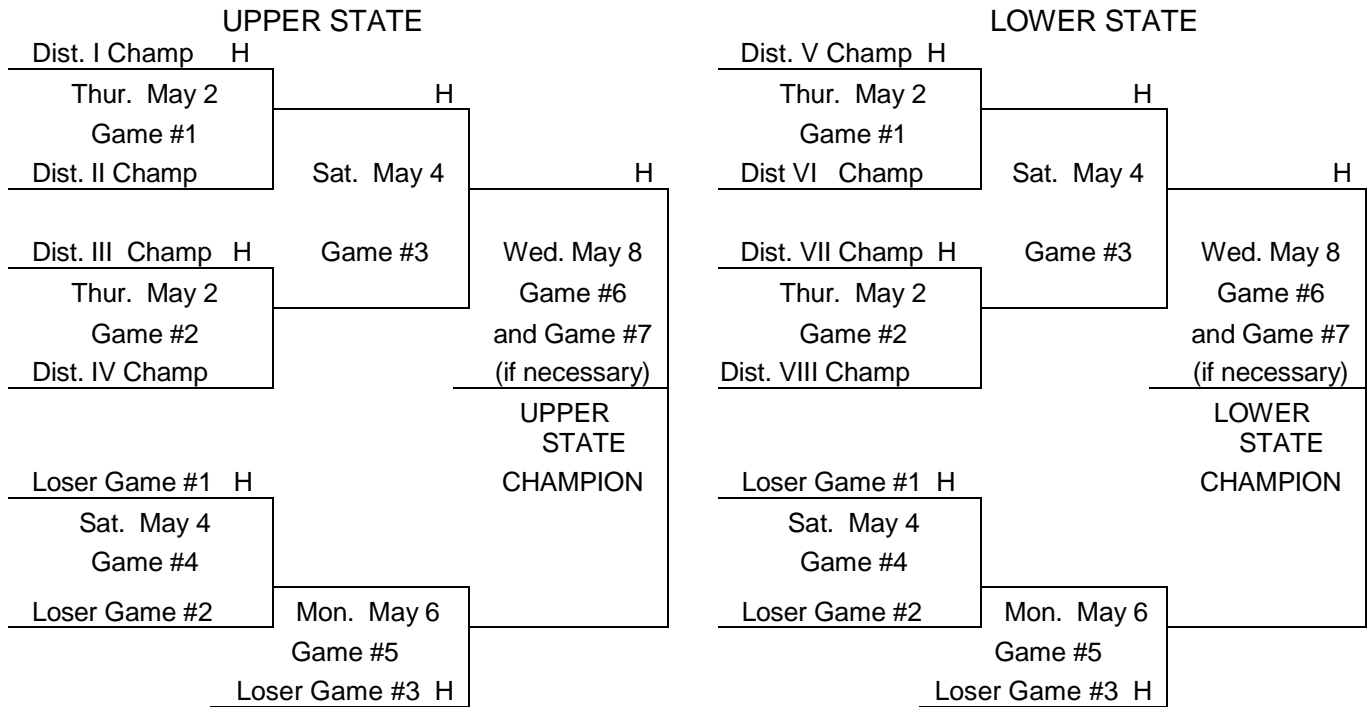 UPPER STATE
Dist. I Champ H
Thur. May 2
H
Game #1
Dist. II Champ
Sat. May 4
H
Dist. III Champ H
Game #3
Wed. May 8
Thur. May 2
Game #6
Game #2
and Game #7
Dist. IV Champ
(if necessary)
UPPER
STATE
Loser Game #1 H
CHAMPION
Sat. May 4
Game #4
Loser Game #2
Mon. May 6
Game #5
Loser Game #3 H
LOWER STATE
Dist. V Champ H
Thur. May 2
H
Game #1
Dist VI Champ
Sat. May 4
H
Dist. VII Champ H
Game #3
Wed. May 8
Thur. May 2
Game #6
Game #2
and Game #7
Dist. VIII Champ
(if necessary)
LOWER
STATE
Loser Game #1 H
CHAMPION
Sat. May 4
Game #4
Loser Game #2
Mon. May 6
Game #5
Loser Game #3 H